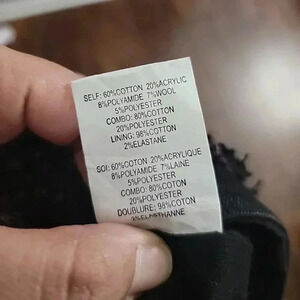 SELF: 60%COTTON 20%ACRYLIC
8%POLYAMIDE 7%WOOL
5%POLYESTER
COMBO: 80%COTTON
20%POLYESTER
LINING: 98%COTTON
2%ELASTANE
SOI: 60%COTON 20%ACRYLIQUE
8%POLYAMIDE 7%LAINE
5%POLYESTER
COMBO: 80%COTON
20%POLYESTER
DOUBLURE: 98%COTON
2%ELASTHANNE